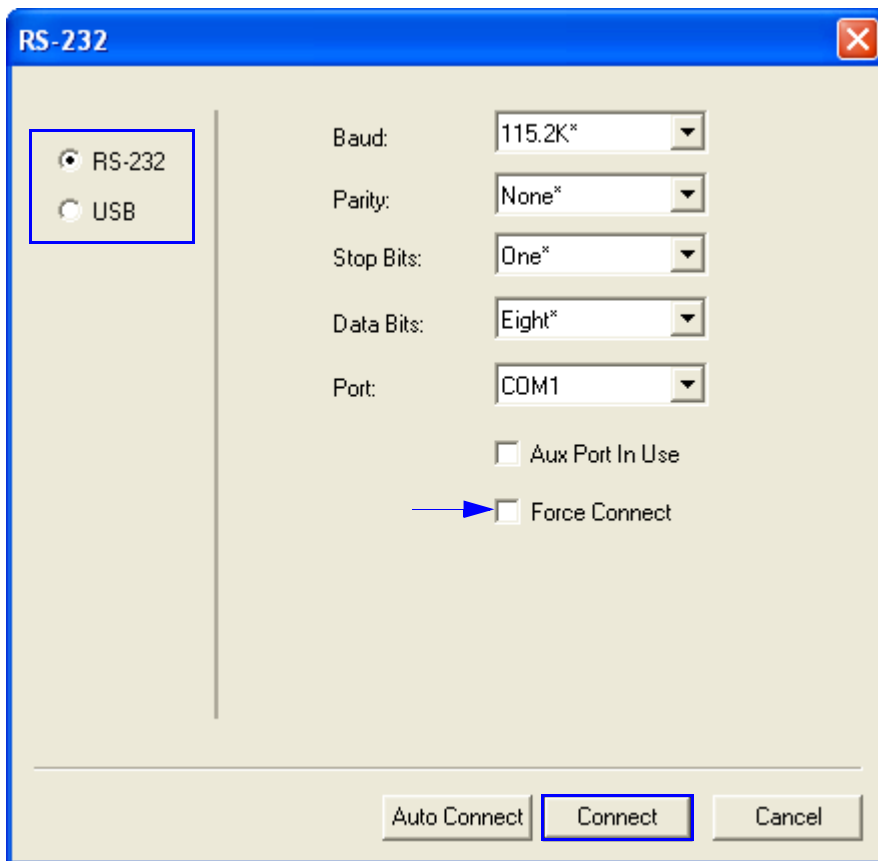 RS-232
RS-232
USB
Baud: 115.2K*
Parity: None*
Stop Bits: One*
Data Bits: Eight*
Port: COM1
Aux Port In Use
Force Connect
Auto Connect Connect Cancel